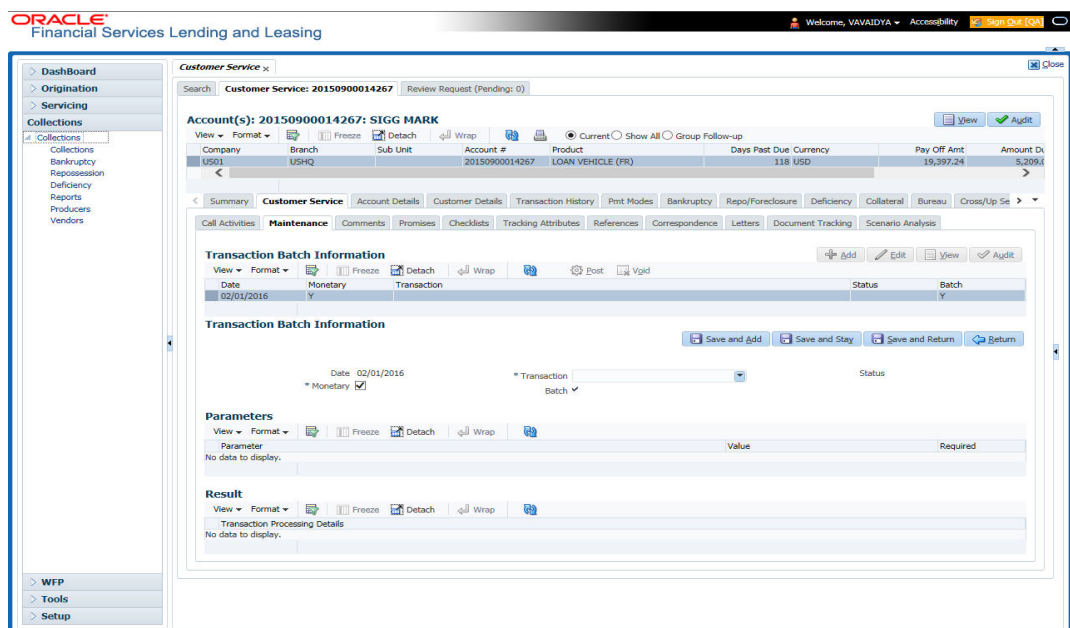 ORACLE
Financial Services Lending and Leasing
Welcome, VAVAIDYA Accessibility Sign Out [QA]
Close
DashBoard
Origination
Servicing
Collections
Collections
Collections
Bankruptcy
Repossession
Deficiency
Reports
Producers
Vendors
WFP
Tools
Setup
Customer Service
Search Customer Service: 20150900014267 Review Request (Pending: 0)
Account(s): 20150900014267: SIGG MARK
View Audit
View Format Freeze Detach Wrap Current Show All Group Follow-up
Company Branch Sub Unit Account # Product Days Past Due Currency Pay Off Amt Amount Du
US01 USHQ 20150900014267 LOAN VEHICLE (FR) 118 USD 19,397.24 5,209.0
Summary Customer Service Account Details Customer Details Transaction History Pmt Modes Bankruptcy Repo/Foreclosure Deficiency Collateral Bureau Cross/Up Se
Call Activities Maintenance Comments Promises Checklists Tracking Attributes References Correspondence Letters Document Tracking Scenario Analysis
Transaction Batch Information
Add Edit View Audit
View Format Freeze Detach Wrap Post Void
Date Monetary Transaction Status Batch
02/01/2016 Y Y
Transaction Batch Information
Save and Add Save and Stay Save and Return Return
Date 02/01/2016 * Transaction Status
* Monetary Batch
Parameters
View Format Freeze Detach Wrap
Parameter Value Required
No data to display.
Result
View Format Freeze Detach Wrap
Transaction Processing Details
No data to display.